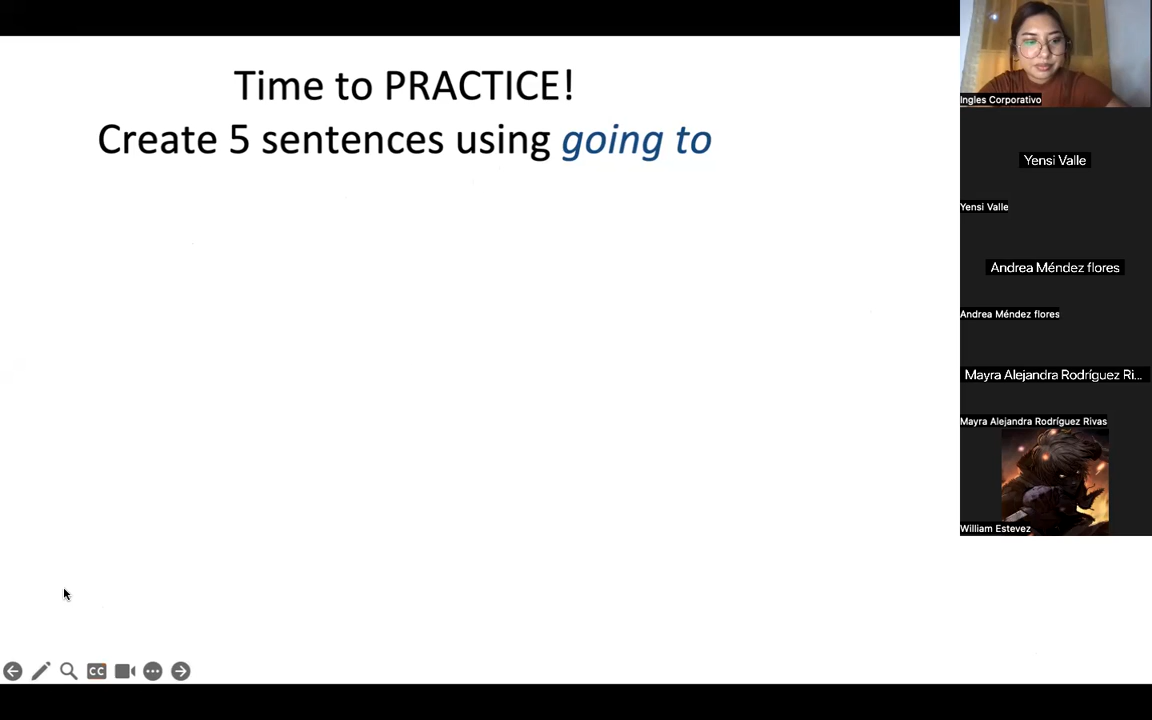 Time to PRACTICE!
Create 5 sentences using going to
Ingles Corporativo
Yensi Valle
Yensi Valle
Andrea Méndez flores
Andrea Méndez flores
Mayra Alejandra Rodríguez Ri...
Mayra Alejandra Rodríguez Rivas
William Estevez
CC